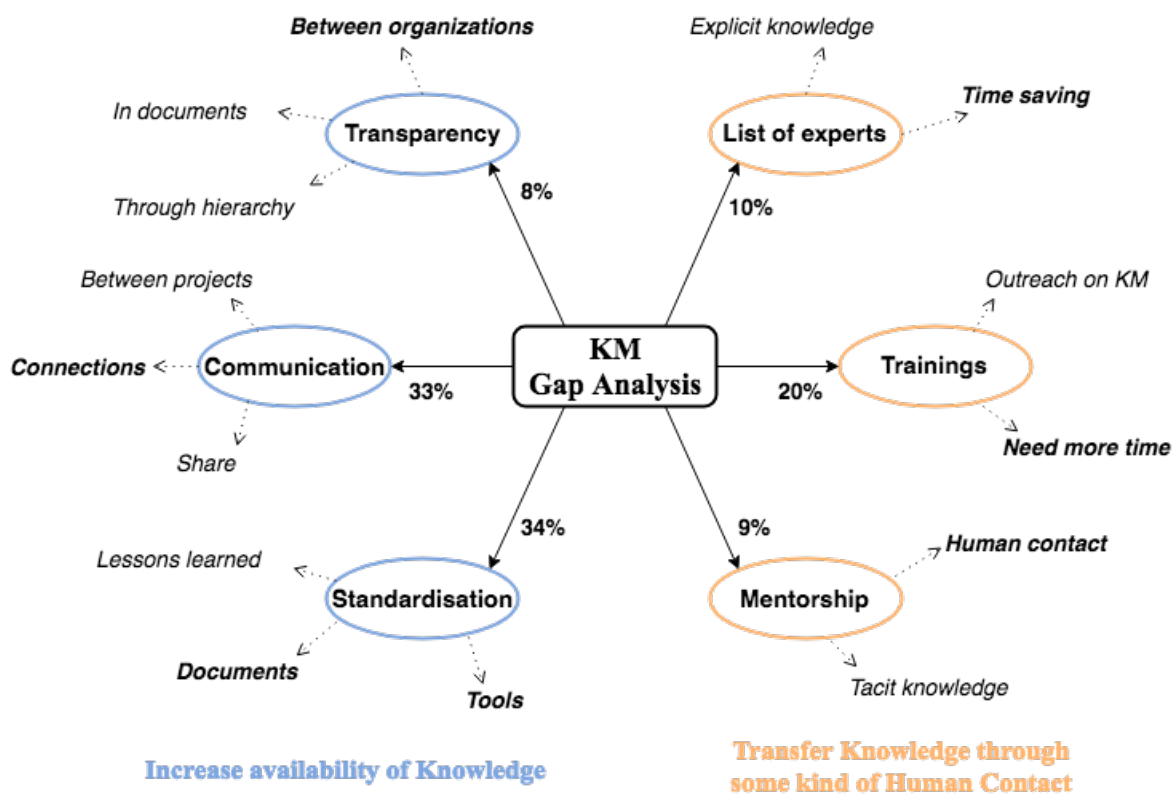 Between organizations
Explicit knowledge
In documents
Time saving
Transparency
List of experts
Through hierarchy
8%
10%
Between projects
Outreach on KM
Connections
Communication
33%
KM
Gap Analysis
20%
Trainings
Share
Need more time
34%
9%
Lessons learned
Human contact
Standardisation
Mentorship
Documents
Tools
Tacit knowledge
Increase availability of Knowledge
Transfer Knowledge through
some kind of Human Contact